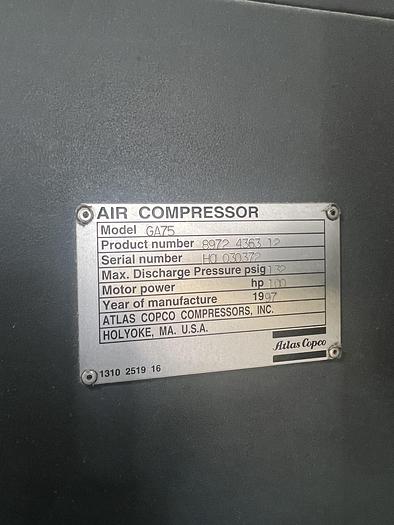 AIR COMPRESSOR
Model GA75
Product number 8972 4363 12
Serial number HOL 030372
Max. Discharge Pressure psig 132
Motor power hp 100
Year of manufacture 1997
ATLAS COPCO COMPRESSORS, INC.
HOLYOKE, MA. U.S.A.
Atlas Copco
1310 2519 16